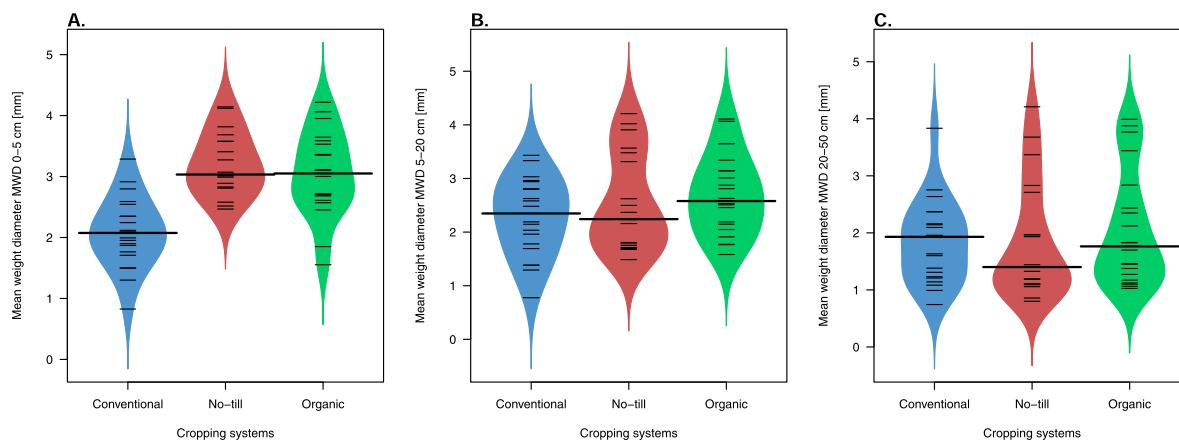 A.
Mean weight diameter MWD 0−5 cm [mm]
5
4
3
2
1
0
Conventional No−till Organic
Cropping systems
B.
Mean weight diameter MWD 5−20 cm [mm]
5
4
3
2
1
0
Conventional No−till Organic
Cropping systems
C.
Mean weight diameter MWD 20−50 cm [mm]
5
4
3
2
1
0
Conventional No−till Organic
Cropping systems